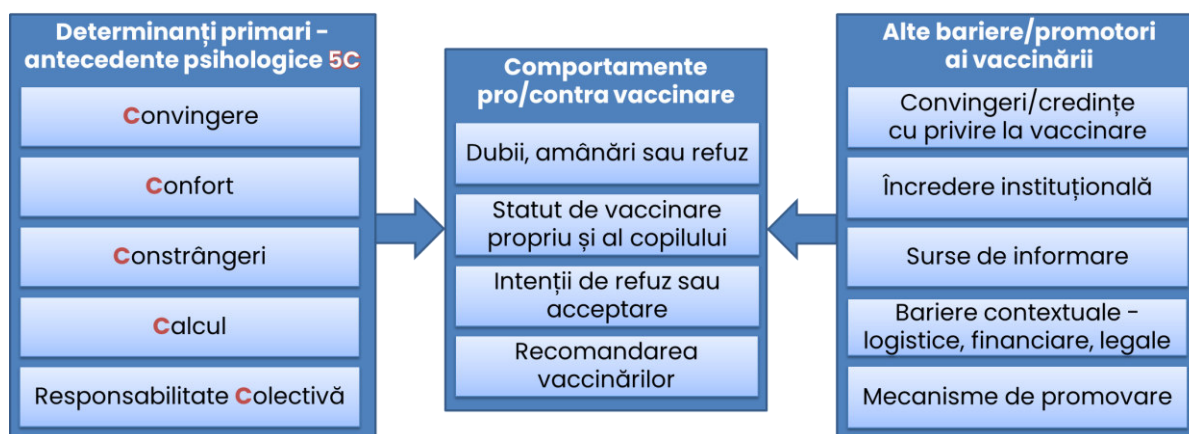 Determinanți primari -
antecedente psihologice 5C
Convingere
Confort
Constrângeri
Calcul
Responsabilitate Colectivă
Comportamente
pro/contra vaccinare
Dubii, amânări sau refuz
Statut de vaccinare
propriu și al copilului
Intenții de refuz sau
acceptare
Recomandarea
vaccinărilor
Alte bariere/promotori
ai vaccinării
Convingeri/credințe
cu privire la vaccinare
Încredere instituțională
Surse de informare
Bariere contextuale -
logistice, financiare, legale
Mecanisme de promovare